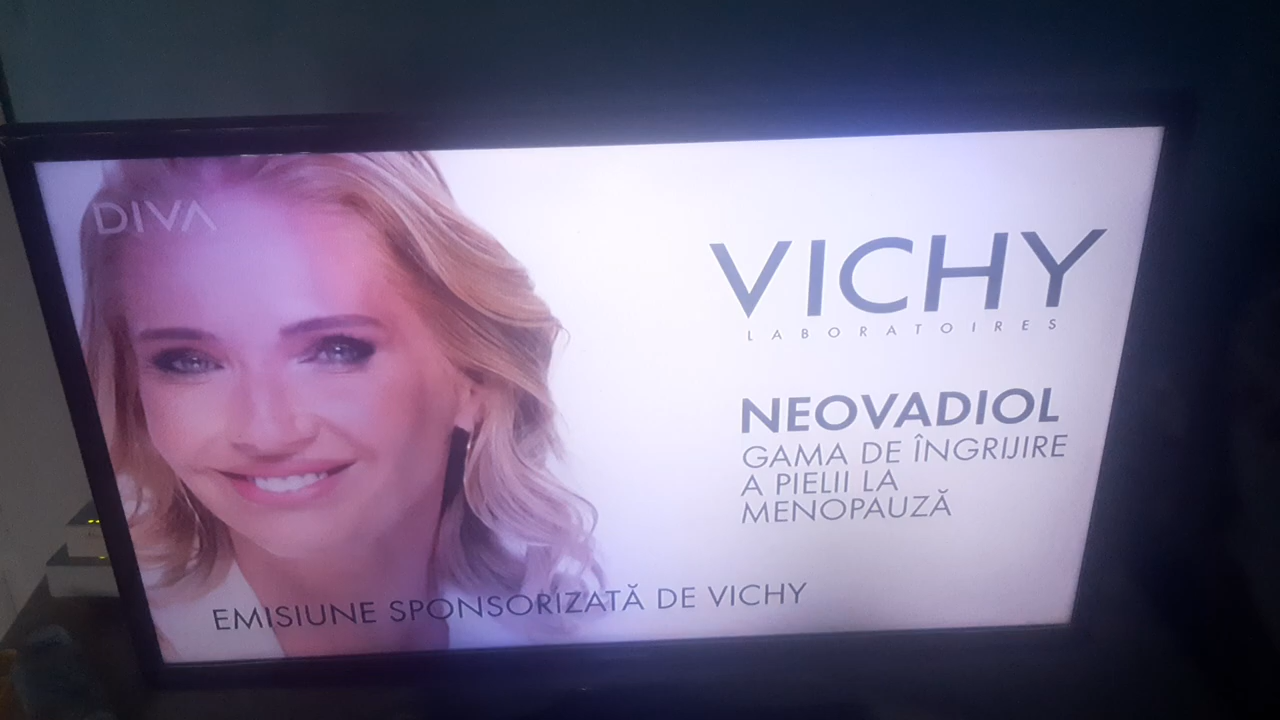 DIVA
VICHY
LABORATOIRES
NEOVADIOL
GAMA DE ÎNGRIJIRE
A PIELII LA
MENOPAUZĂ
EMISIUNE SPONSORIZATĂ DE VICHY